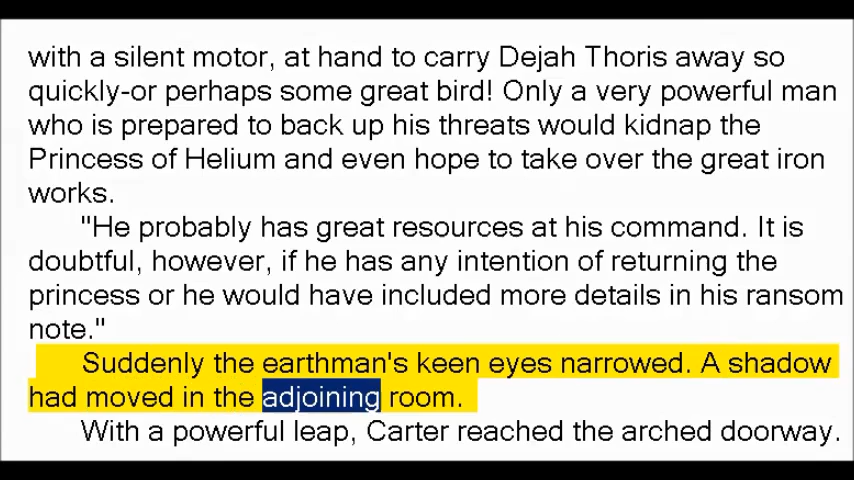 with a silent motor, at hand to carry Dejah Thoris away so
quickly-or perhaps some great bird! Only a very powerful man
who is prepared to back up his threats would kidnap the
Princess of Helium and even hope to take over the great iron
works.
"He probably has great resources at his command. It is
doubtful, however, if he has any intention of returning the
princess or he would have included more details in his ransom
note."
Suddenly the earthman's keen eyes narrowed. A shadow
had moved in the adjoining room.
With a powerful leap, Carter reached the arched doorway.